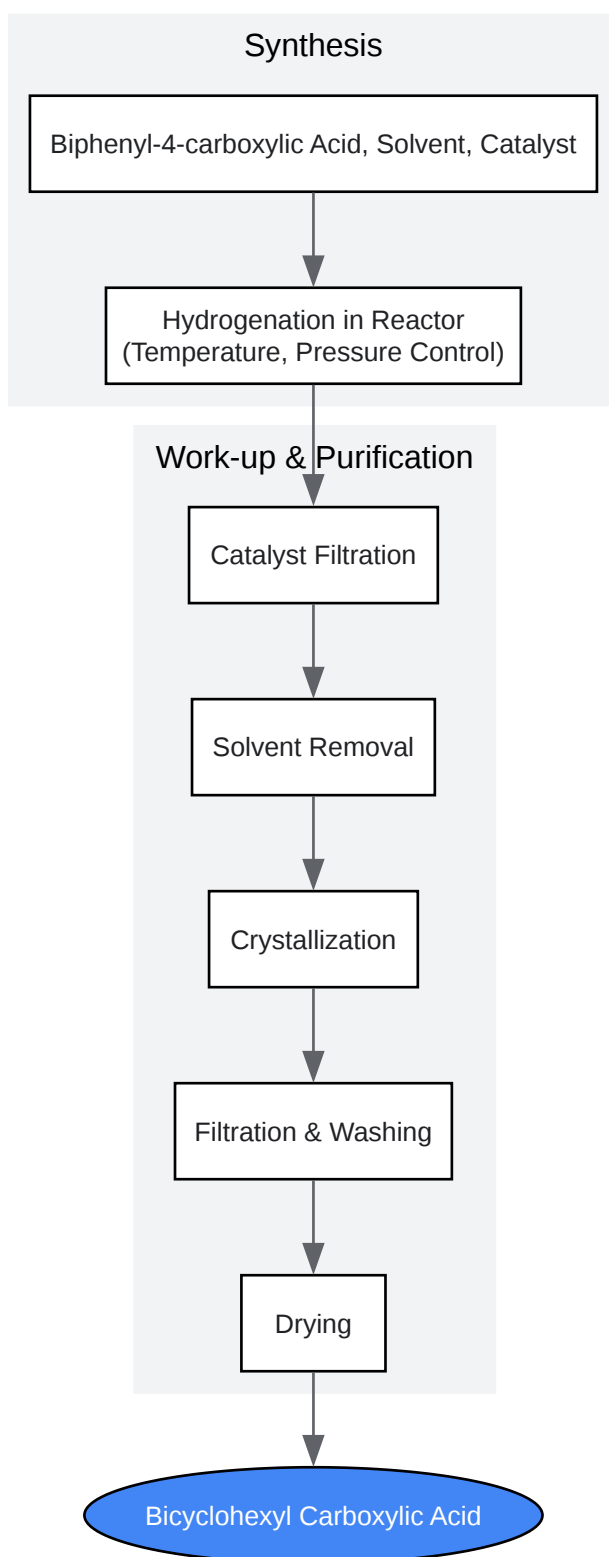 Synthesis
Biphenyl-4-carboxylic Acid, Solvent, Catalyst
Hydrogenation in Reactor
(Temperature, Pressure Control)
Work-up & Purification
Catalyst Filtration
Solvent Removal
Crystallization
Filtration & Washing
Drying
Bicyclohexyl Carboxylic Acid